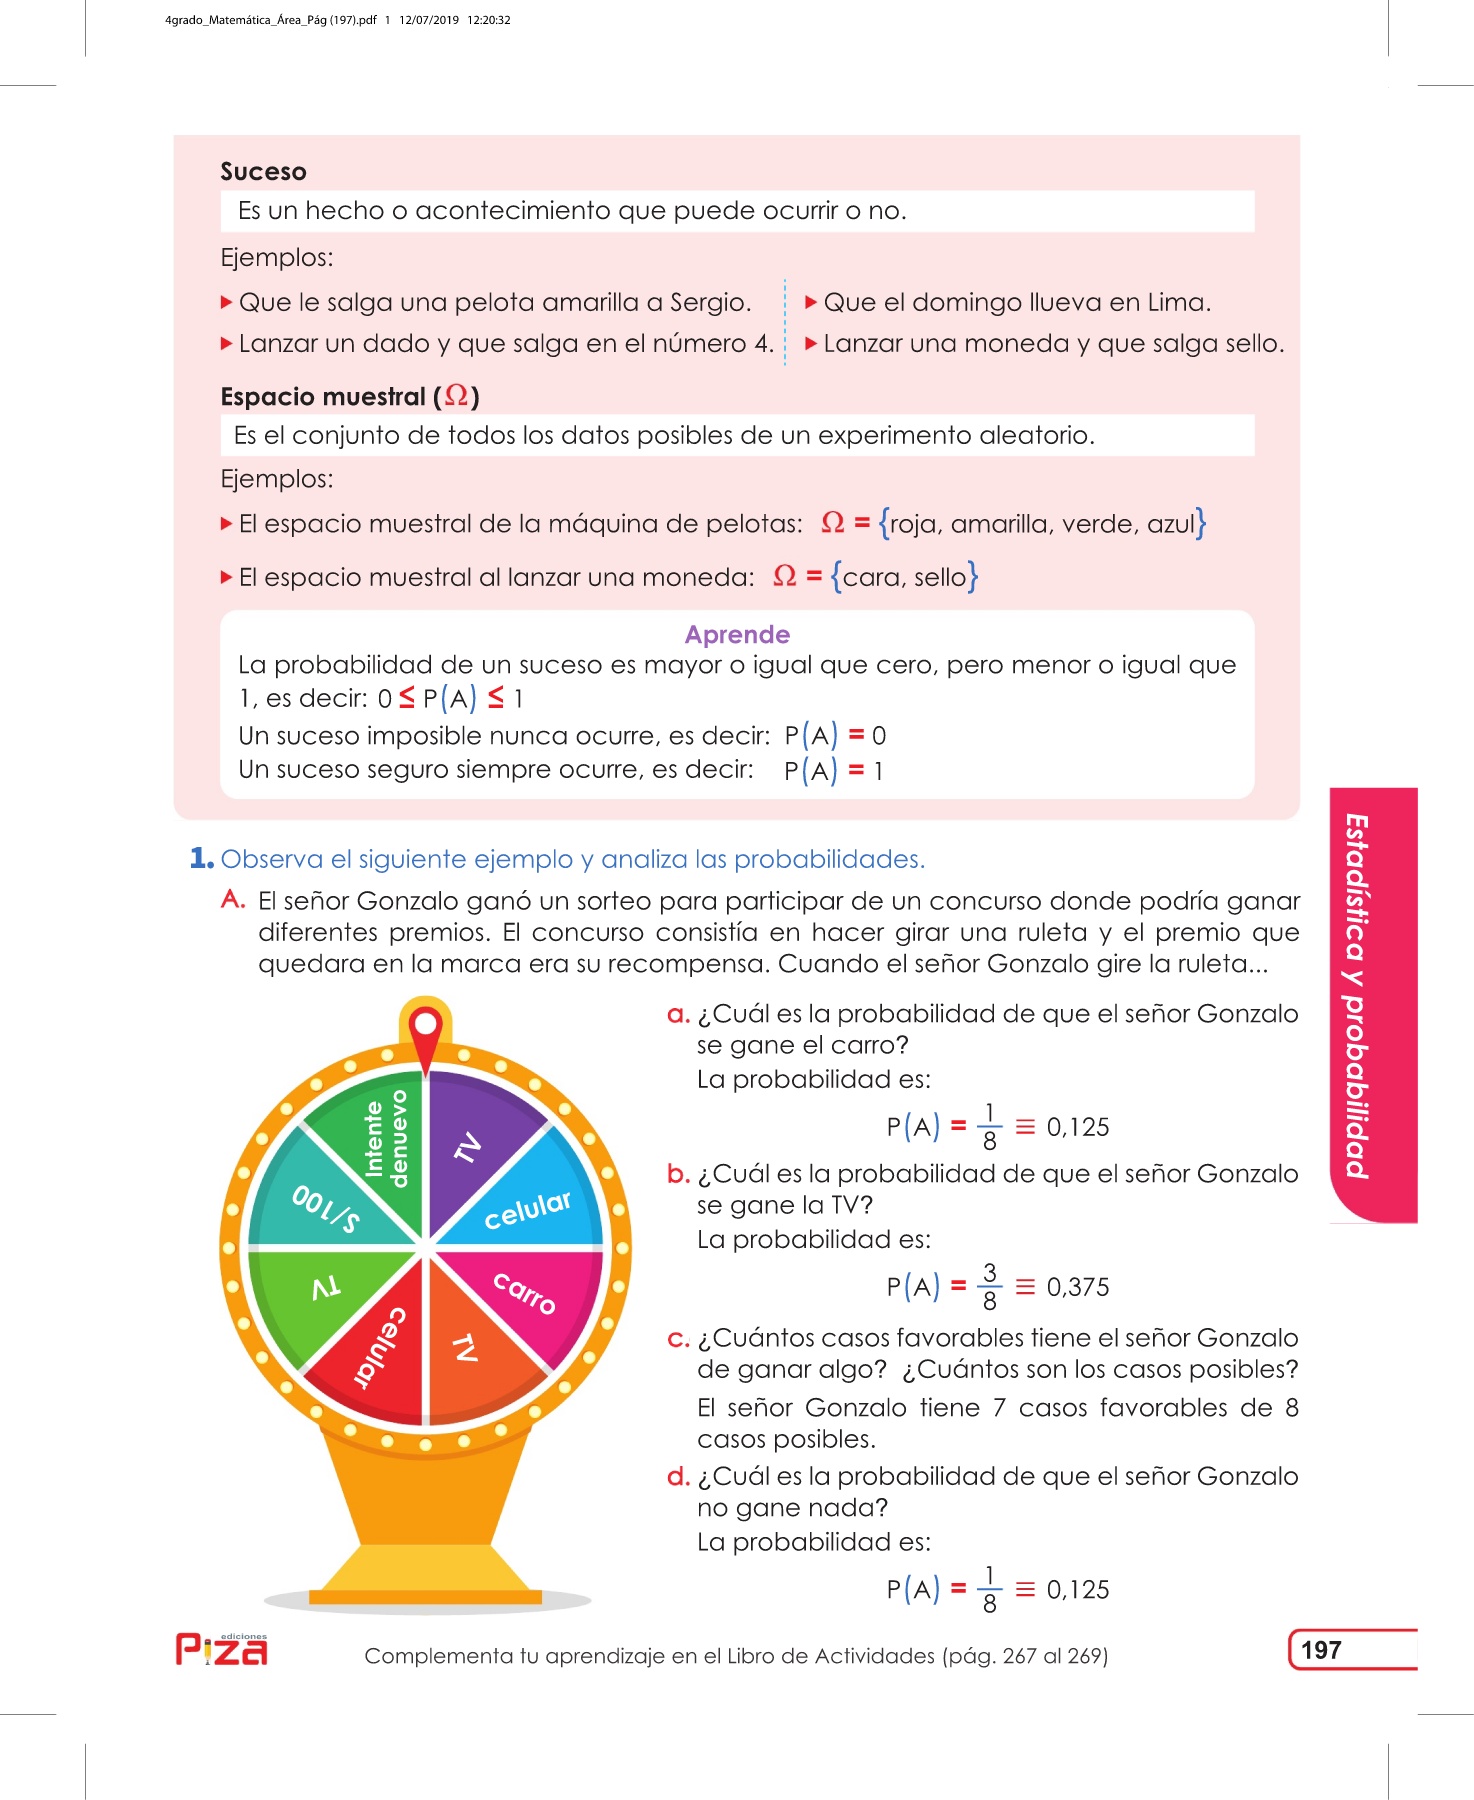 4grado_Matemática_Área_Pág (197).pdf 1 12/07/2019 12:20:32
Suceso
Es un hecho o acontecimiento que puede ocurrir o no.
Ejemplos:
Que le salga una pelota amarilla a Sergio.
Lanzar un dado y que salga en el número 4.
Que el domingo llueva en Lima.
Lanzar una moneda y que salga sello.
Espacio muestral (Ω)
Es el conjunto de todos los datos posibles de un experimento aleatorio.
Ejemplos:
El espacio muestral de la máquina de pelotas: Ω = {roja, amarilla, verde, azul}
El espacio muestral al lanzar una moneda: Ω = {cara, sello}
Aprende
La probabilidad de un suceso es mayor o igual que cero, pero menor o igual que
1, es decir: 0 ≤ P(A) ≤ 1
Un suceso imposible nunca ocurre, es decir: P(A) = 0
Un suceso seguro siempre ocurre, es decir: P(A) = 1
1. Observa el siguiente ejemplo y analiza las probabilidades.
A. El señor Gonzalo ganó un sorteo para participar de un concurso donde podría ganar
diferentes premios. El concurso consistía en hacer girar una ruleta y el premio que
quedara en la marca era su recompensa. Cuando el señor Gonzalo gire la ruleta...
Intente
denuevo
TV
celular
carro
TV
celular
TV
S/100
a. ¿Cuál es la probabilidad de que el señor Gonzalo
se gane el carro?
La probabilidad es:
P(A) = 1/8 ≡ 0,125
b. ¿Cuál es la probabilidad de que el señor Gonzalo
se gane la TV?
La probabilidad es:
P(A) = 3/8 ≡ 0,375
c. ¿Cuántos casos favorables tiene el señor Gonzalo
de ganar algo? ¿Cuántos son los casos posibles?
El señor Gonzalo tiene 7 casos favorables de 8
casos posibles.
d. ¿Cuál es la probabilidad de que el señor Gonzalo
no gane nada?
La probabilidad es:
P(A) = 1/8 ≡ 0,125
Estadística y probabilidad
ediciones
Piza
Complementa tu aprendizaje en el Libro de Actividades (pág. 267 al 269)
197